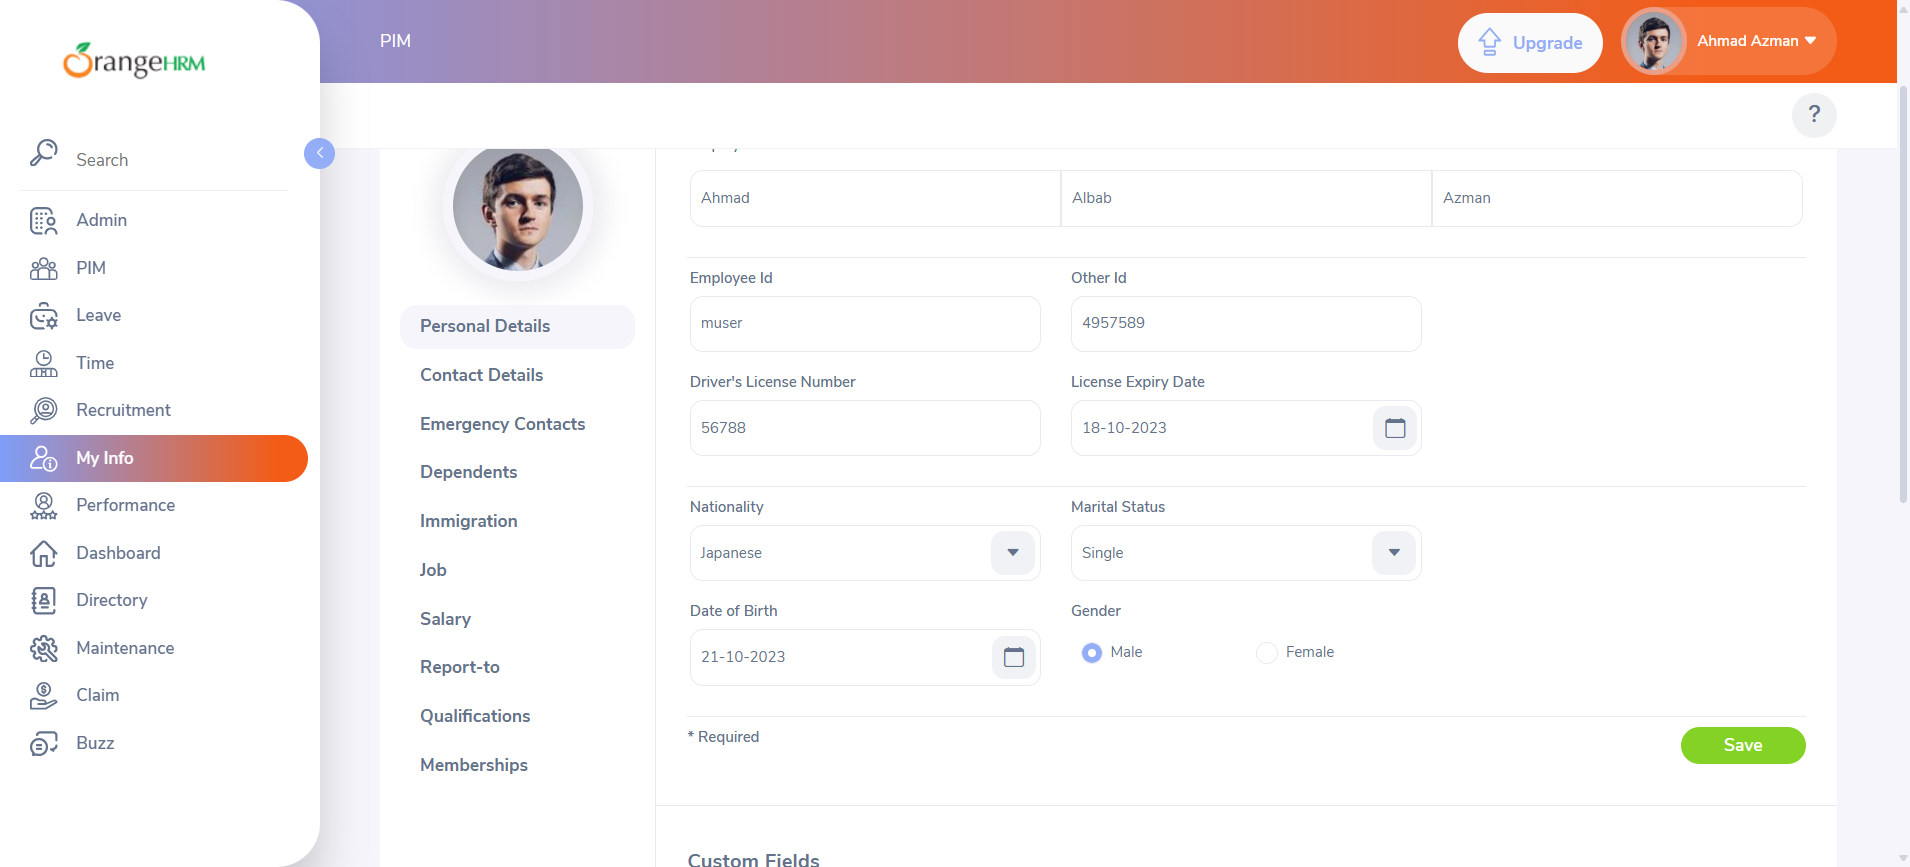 OrangeHRM
Search
Admin
PIM
Leave
Time
Recruitment
My Info
Performance
Dashboard
Directory
Maintenance
Claim
Buzz
PIM
Upgrade
Ahmad Azman
?
Personal Details
Contact Details
Emergency Contacts
Dependents
Immigration
Job
Salary
Report-to
Qualifications
Memberships
Ahmad Albab Azman
Employee Id Other Id
muser 4957589
Driver's License Number License Expiry Date
56788 18-10-2023
Nationality Marital Status
Japanese Single
Date of Birth Gender
21-10-2023 Male Female
* Required
Save
Custom Fields